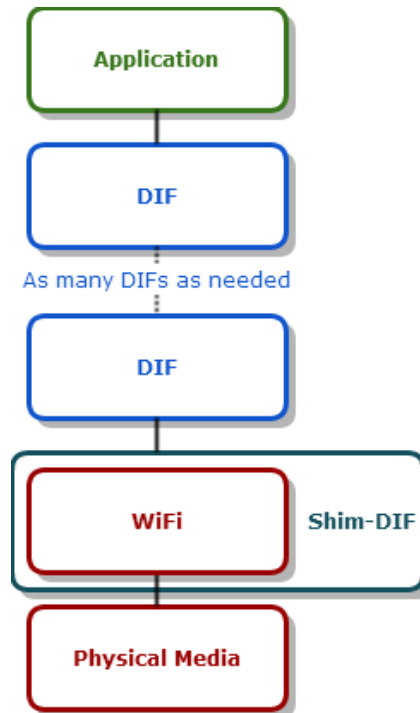 Application
DIF
As many DIFs as needed
DIF
WiFi
Shim-DIF
Physical Media